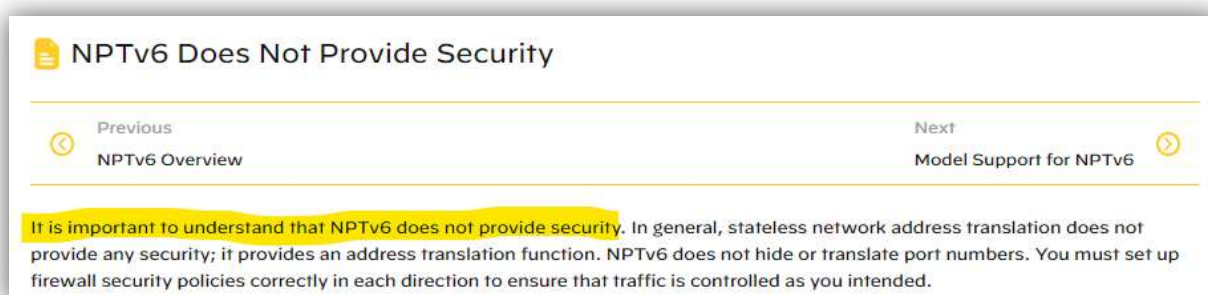 NPTv6 Does Not Provide Security
Previous
NPTv6 Overview
Next
Model Support for NPTv6
It is important to understand that NPTv6 does not provide security. In general, stateless network address translation does not
provide any security; it provides an address translation function. NPTv6 does not hide or translate port numbers. You must set up
firewall security policies correctly in each direction to ensure that traffic is controlled as you intended.